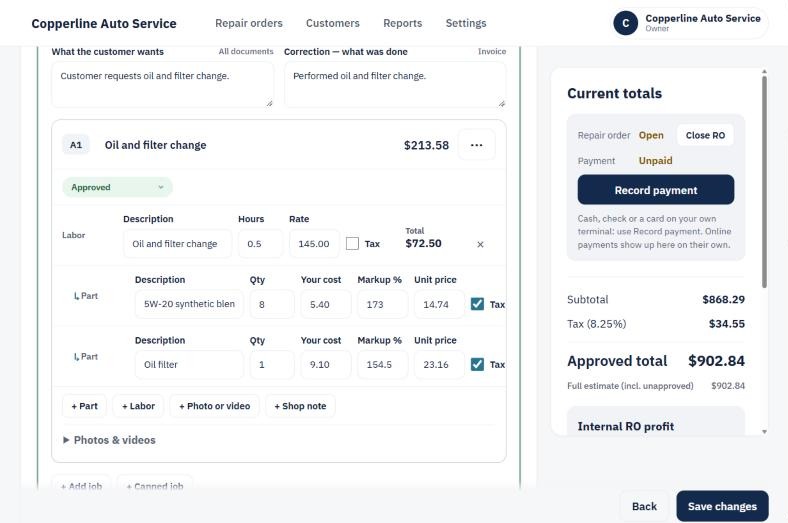 Copperline Auto Service
Repair orders
Customers
Reports
Settings
C
Copperline Auto Service
Owner
What the customer wants
All documents
Correction — what was done
Invoice
Customer requests oil and filter change.
Performed oil and filter change.
A1
Oil and filter change
$213.58
...
Approved
Labor
Description
Hours
Rate
Total
Oil and filter change
0.5
145.00
Tax
$72.50
×
↳ Part
Description
Qty
Your cost
Markup %
Unit price
5W-20 synthetic blen
8
5.40
173
14.74
Tax
↳ Part
Description
Qty
Your cost
Markup %
Unit price
Oil filter
1
9.10
154.5
23.16
Tax
+ Part
+ Labor
+ Photo or video
+ Shop note
▶ Photos & videos
+ Add job
+ Canned job
Current totals
Repair order
Open
Close RO
Payment
Unpaid
Record payment
Cash, check or a card on your own
terminal: use Record payment. Online
payments show up here on their own.
Subtotal
$868.29
Tax (8.25%)
$34.55
Approved total
$902.84
Full estimate (incl. unapproved)
$902.84
Internal RO profit
Back
Save changes